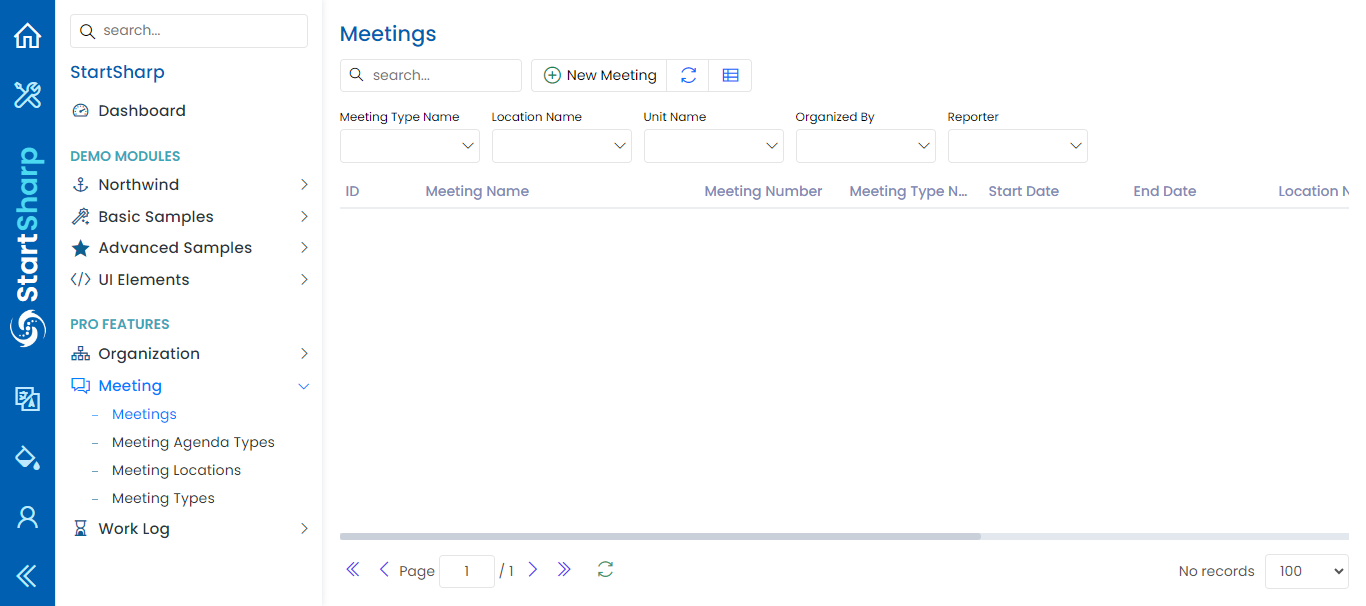 StartSharp
search...
StartSharp
Dashboard
DEMO MODULES
Northwind
Basic Samples
Advanced Samples
UI Elements
PRO FEATURES
Organization
Meeting
Meetings
Meeting Agenda Types
Meeting Locations
Meeting Types
Work Log
Meetings
search...
New Meeting
Meeting Type Name Location Name Unit Name Organized By Reporter
ID Meeting Name Meeting Number Meeting Type N... Start Date End Date Location N
Page 1 / 1 No records 100